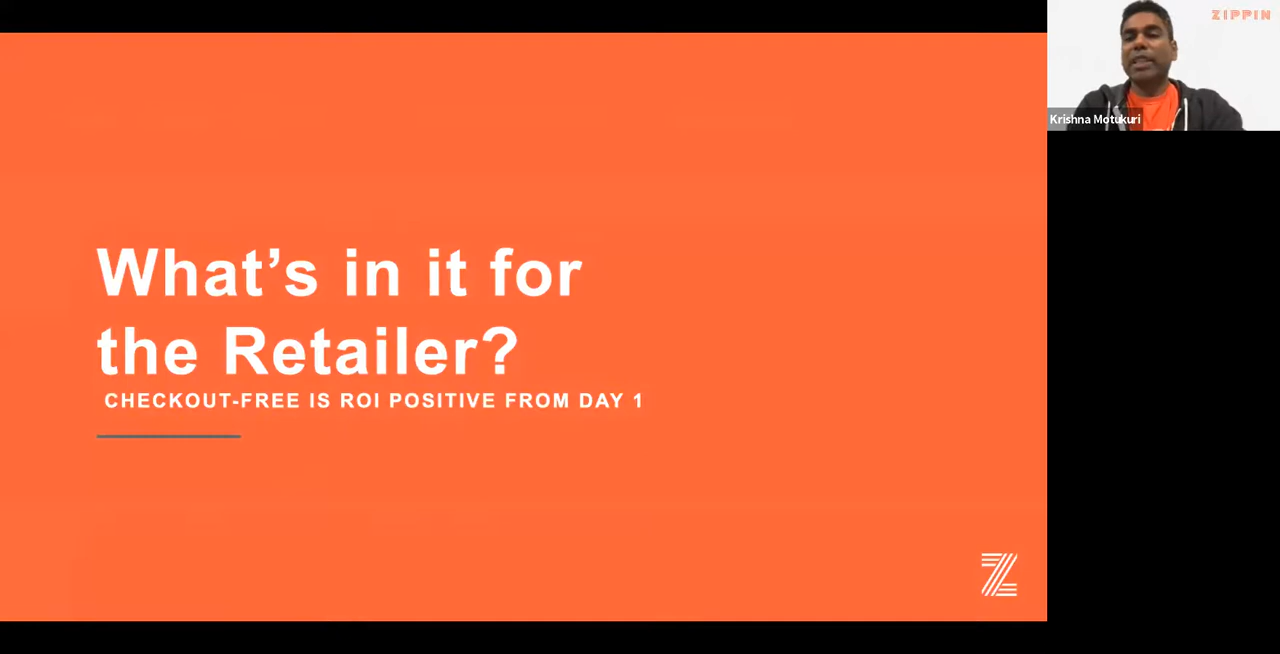 What’s in it for
the Retailer?
CHECKOUT-FREE IS ROI POSITIVE FROM DAY 1
Z
ZIPPIN
Krishna Motukuri